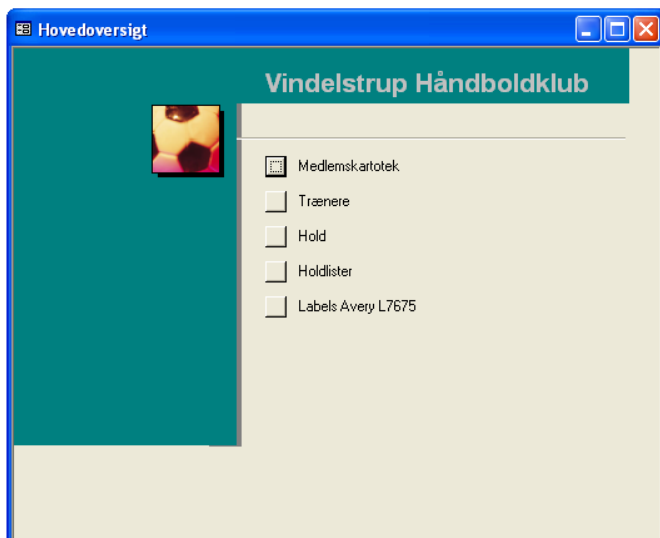 Hovedoversigt
Vindelstrup Håndboldklub
Medlemskartotek
Trænere
Hold
Holdlister
Labels Avery L7675